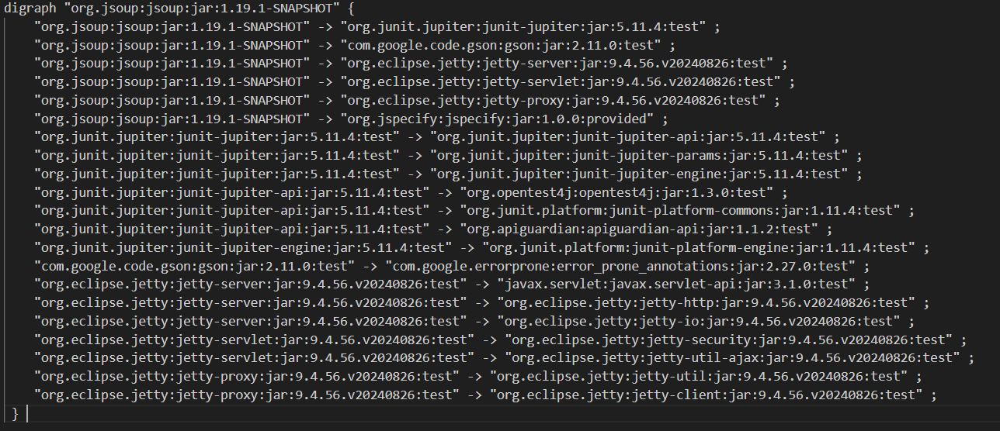 digraph "org.jsoup:jsoup:jar:1.19.1-SNAPSHOT" {
"org.jsoup:jsoup:jar:1.19.1-SNAPSHOT" -> "org.junit.jupiter:junit-jupiter:jar:5.11.4:test" ;
"org.jsoup:jsoup:jar:1.19.1-SNAPSHOT" -> "com.google.code.gson:gson:jar:2.11.0:test" ;
"org.jsoup:jsoup:jar:1.19.1-SNAPSHOT" -> "org.eclipse.jetty:jetty-server:jar:9.4.56.v20240826:test" ;
"org.jsoup:jsoup:jar:1.19.1-SNAPSHOT" -> "org.eclipse.jetty:jetty-servlet:jar:9.4.56.v20240826:test" ;
"org.jsoup:jsoup:jar:1.19.1-SNAPSHOT" -> "org.eclipse.jetty:jetty-proxy:jar:9.4.56.v20240826:test" ;
"org.jsoup:jsoup:jar:1.19.1-SNAPSHOT" -> "org.jspecify:jspecify:jar:1.0.0:provided" ;
"org.junit.jupiter:junit-jupiter:jar:5.11.4:test" -> "org.junit.jupiter:junit-jupiter-api:jar:5.11.4:test" ;
"org.junit.jupiter:junit-jupiter:jar:5.11.4:test" -> "org.junit.jupiter:junit-jupiter-params:jar:5.11.4:test" ;
"org.junit.jupiter:junit-jupiter:jar:5.11.4:test" -> "org.junit.jupiter:junit-jupiter-engine:jar:5.11.4:test" ;
"org.junit.jupiter:junit-jupiter-api:jar:5.11.4:test" -> "org.opentest4j:opentest4j:jar:1.3.0:test" ;
"org.junit.jupiter:junit-jupiter-api:jar:5.11.4:test" -> "org.junit.platform:junit-platform-commons:jar:1.11.4:test" ;
"org.junit.jupiter:junit-jupiter-api:jar:5.11.4:test" -> "org.apiguardian:apiguardian-api:jar:1.1.2:test" ;
"org.junit.jupiter:junit-jupiter-engine:jar:5.11.4:test" -> "org.junit.platform:junit-platform-engine:jar:1.11.4:test" ;
"com.google.code.gson:gson:jar:2.11.0:test" -> "com.google.errorprone:error_prone_annotations:jar:2.27.0:test" ;
"org.eclipse.jetty:jetty-server:jar:9.4.56.v20240826:test" -> "javax.servlet:javax.servlet-api:jar:3.1.0:test" ;
"org.eclipse.jetty:jetty-server:jar:9.4.56.v20240826:test" -> "org.eclipse.jetty:jetty-http:jar:9.4.56.v20240826:test" ;
"org.eclipse.jetty:jetty-server:jar:9.4.56.v20240826:test" -> "org.eclipse.jetty:jetty-io:jar:9.4.56.v20240826:test" ;
"org.eclipse.jetty:jetty-servlet:jar:9.4.56.v20240826:test" -> "org.eclipse.jetty:jetty-security:jar:9.4.56.v20240826:test" ;
"org.eclipse.jetty:jetty-servlet:jar:9.4.56.v20240826:test" -> "org.eclipse.jetty:jetty-util-ajax:jar:9.4.56.v20240826:test" ;
"org.eclipse.jetty:jetty-proxy:jar:9.4.56.v20240826:test" -> "org.eclipse.jetty:jetty-util:jar:9.4.56.v20240826:test" ;
"org.eclipse.jetty:jetty-proxy:jar:9.4.56.v20240826:test" -> "org.eclipse.jetty:jetty-client:jar:9.4.56.v20240826:test" ;
}